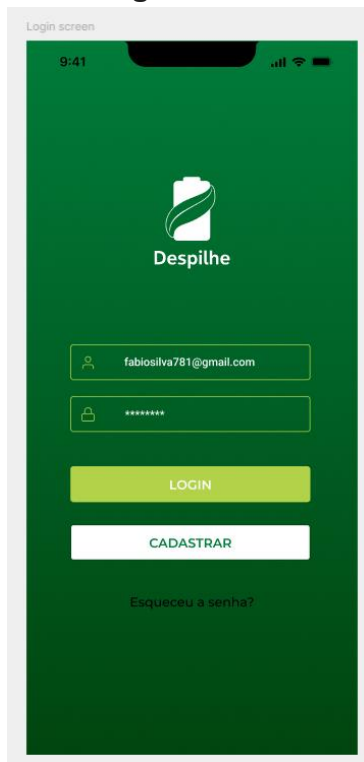 Login screen
9:41
Despilhe
fabiosilva781@gmail.com
********
LOGIN
CADASTRAR
Esqueceu a senha?